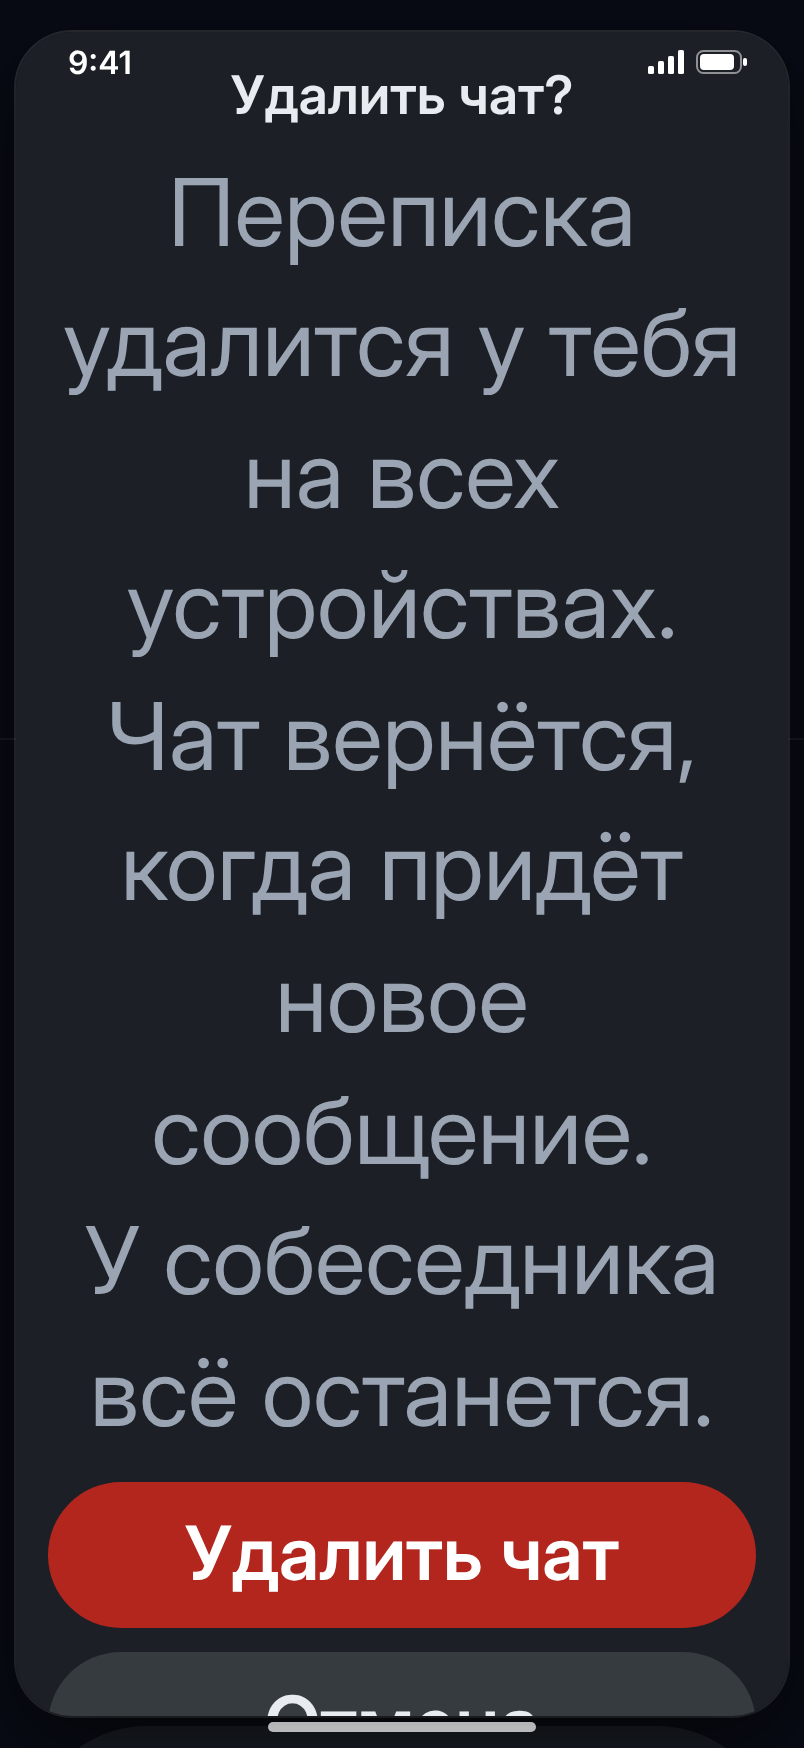 9:41
Удалить чат?
Переписка
удалится у тебя
на всех
устройствах.
Чат вернётся,
когда придёт
новое
сообщение.
У собеседника
всё останется.
Удалить чат
Отмена